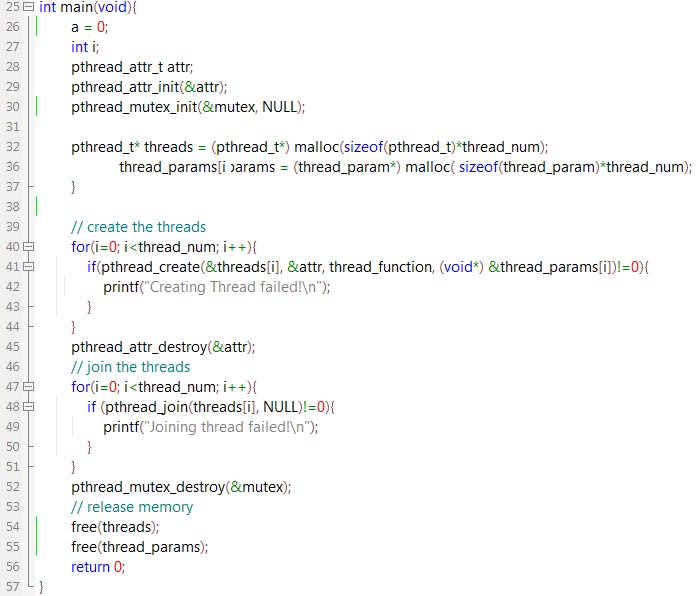 25 int main(void){
26 a = 0;
27 int i;
28 pthread_attr_t attr;
29 pthread_attr_init(&attr);
30 pthread_mutex_init(&mutex, NULL);
31
32 pthread_t* threads = (pthread_t*) malloc(sizeof(pthread_t)*thread_num);
36 thread_params[i = (thread_param*) malloc( sizeof(thread_param)*thread_num);
37 }
38
39 // create the threads
40 for(i=0; i<thread_num; i++){
41 if(pthread_create(&threads[i], &attr, thread_function, (void*) &thread_params[i])!=0){
42 printf("Creating Thread failed!\n");
43 }
44 }
45 pthread_attr_destroy(&attr);
46 // join the threads
47 for(i=0; i<thread_num; i++){
48 if (pthread_join(threads[i], NULL)!=0){
49 printf("Joining thread failed!\n");
50 }
51 }
52 pthread_mutex_destroy(&mutex);
53 // release memory
54 free(threads);
55 free(thread_params);
56 return 0;
57 }